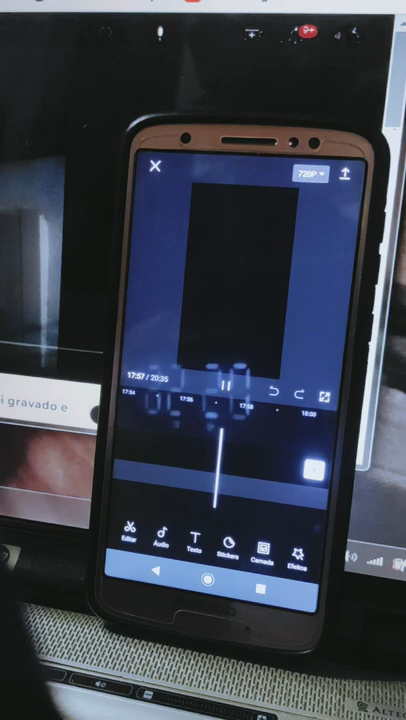 9+
720P
17:57 / 20:35
17:54
17:56
17:58
18:00
i gravado e
Editar
Áudio
Texto
Stickers
Camada
Efeitos